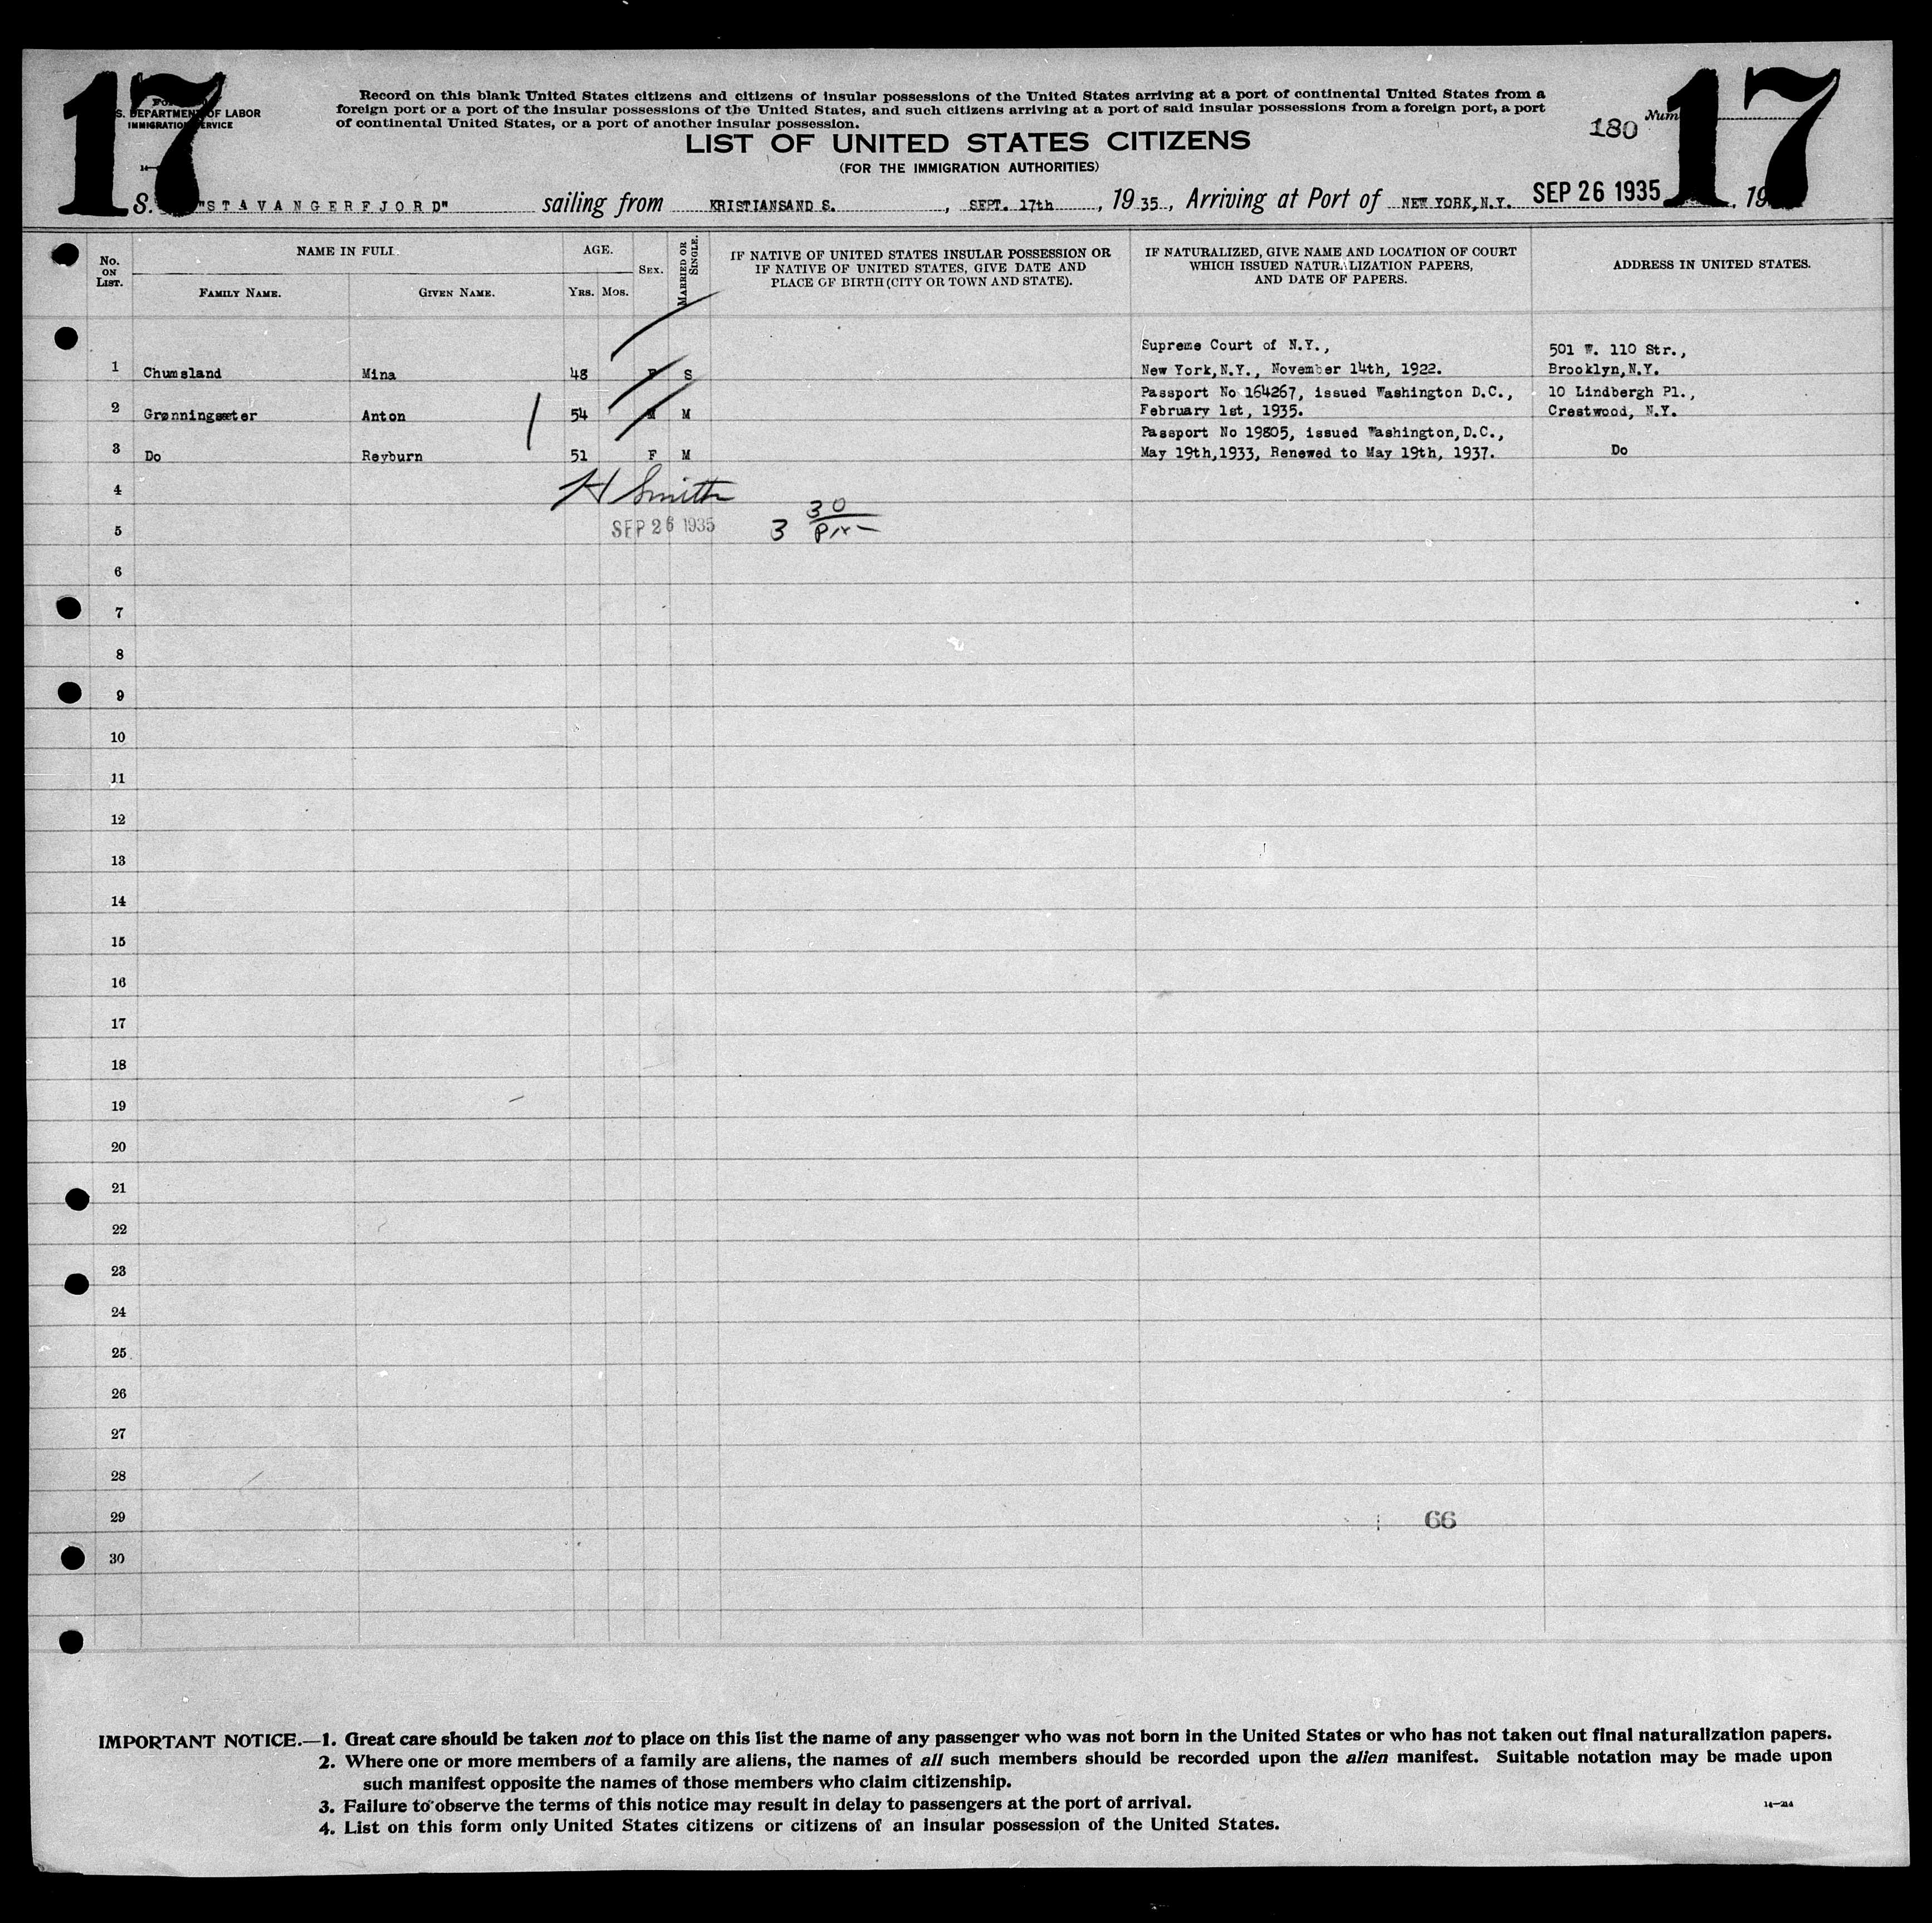 17
17
S. DEPARTMENT OF LABOR
IMMIGRATION SERVICE
Record on this blank United States citizens and citizens of insular possessions of the United States arriving at a port of continental United States from a
foreign port or a port of the insular possessions of the United States, and such citizens arriving at a port of said insular possessions from a foreign port, a port
of continental United States, or a port of another insular possession.
180
Num
LIST OF UNITED STATES CITIZENS
(FOR THE IMMIGRATION AUTHORITIES)
S. "STAVANGERFJORD" sailing from KRISTIANSAND S., SEPT. 17th, 1935, Arriving at Port of NEW YORK,N.Y. SEP 26 1935, 19
No. ON LIST. NAME IN FULL. FAMILY NAME. GIVEN NAME. AGE. Yrs. Mos. SEX. MARRIED OR SINGLE. IF NATIVE OF UNITED STATES INSULAR POSSESSION OR IF NATIVE OF UNITED STATES, GIVE DATE AND PLACE OF BIRTH (CITY OR TOWN AND STATE). IF NATURALIZED, GIVE NAME AND LOCATION OF COURT WHICH ISSUED NATURALIZATION PAPERS, AND DATE OF PAPERS. ADDRESS IN UNITED STATES.
Supreme Court of N.Y., 501 W. 110 Str.,
1 Chumsland Mina 48 F S New York,N.Y., November 14th, 1922. Brooklyn,N.Y.
Passport No 164267, issued Washington D.C., 10 Lindbergh Pl.,
2 Grønningsæter Anton 54 M M February 1st, 1935. Crestwood, N.Y.
Passport No 19805, issued Washington,D.C.,
3 Do Reyburn 51 F M May 19th,1933, Renewed to May 19th, 1937. Do
4 H Smith
5 SEP 26 1935 3 30
6
7
8
9
10
11
12
13
14
15
16
17
18
19
20
21
22
23
24
25
26
27
28
29 66
30
IMPORTANT NOTICE.—1. Great care should be taken not to place on this list the name of any passenger who was not born in the United States or who has not taken out final naturalization papers.
2. Where one or more members of a family are aliens, the names of all such members should be recorded upon the alien manifest. Suitable notation may be made upon
such manifest opposite the names of those members who claim citizenship.
3. Failure to observe the terms of this notice may result in delay to passengers at the port of arrival.
14—214
4. List on this form only United States citizens or citizens of an insular possession of the United States.